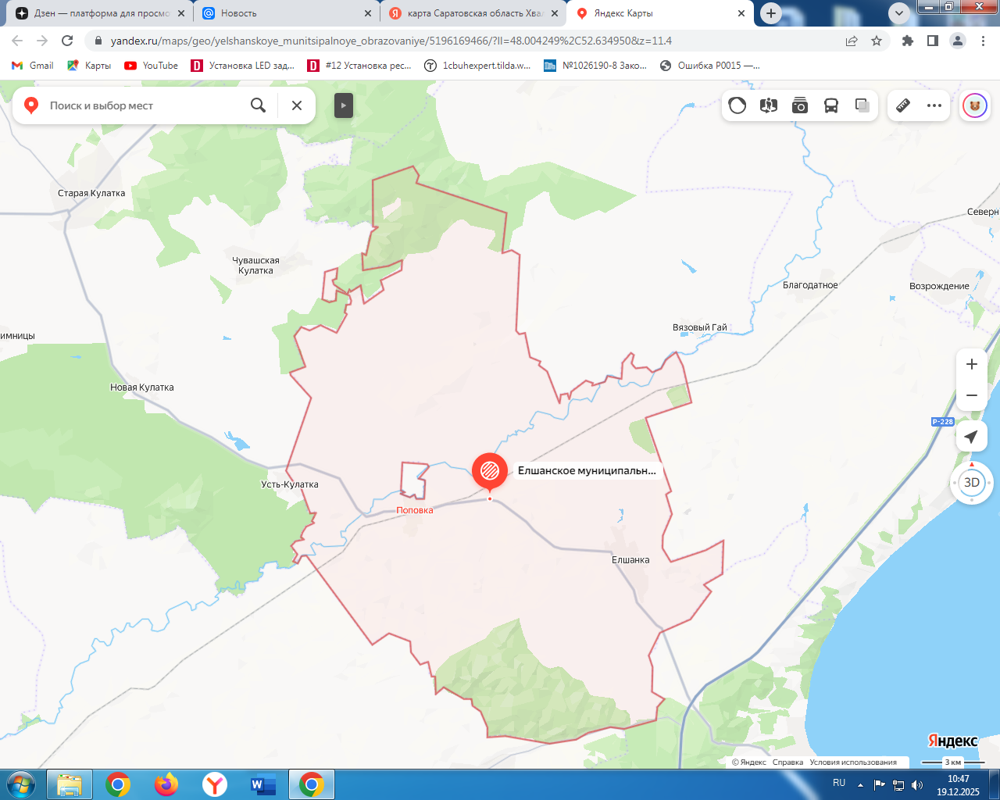 Дзен — платформа для просмо
Новость
карта Саратовская область Хвал
Яндекс Карты
yandex.ru/maps/geo/yelshanskoye_munitsipalnoye_obrazovaniye/5196169466/?ll=48.004249%2C52.634950&z=11.4
Gmail
Карты
YouTube
Установка LED зад...
#12 Установка рес...
1cbuhexpert.tilda.w...
№1026190-8 Зако...
Ошибка P0015 —...
Поиск и выбор мест
Старая Кулатка
Северн
Чувашская
Кулатка
Благодатное
Возрождение
Вязовый Гай
имницы
Новая Кулатка
Р-228
Елшанское муниципальн...
3D
Усть-Кулатка
Поповка
Елшанка
Яндекс
© Яндекс Справка Условия использования
3 км
RU
10:47
19.12.2025